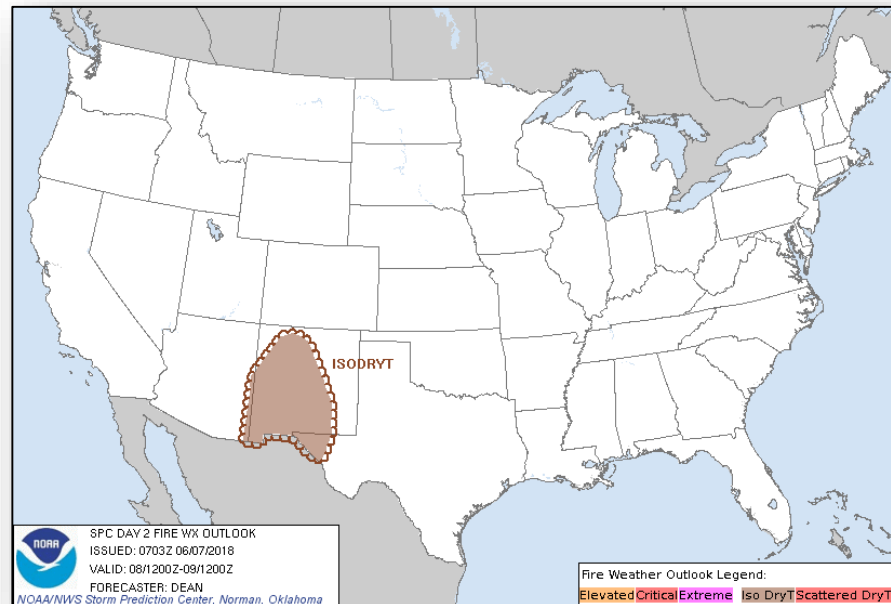 ISODRYT
NOAA
SPC DAY 2 FIRE WX OUTLOOK
ISSUED: 0703Z 06/07/2018
VALID: 08/1200Z-09/1200Z
FORECASTER: DEAN
NOAA/NWS Storm Prediction Center, Norman, Oklahoma
Fire Weather Outlook Legend:
Elevated Critical Extreme Iso DryT Scattered DryT